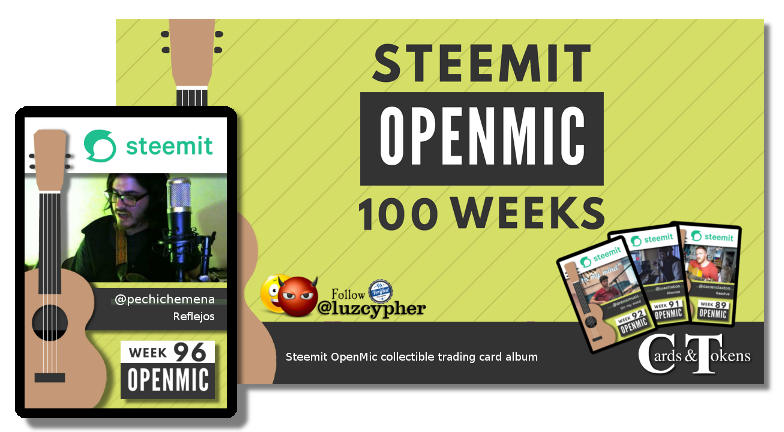 STEEMIT
OPENMIC
100 WEEKS
steemit
@pechichemena
Reflejos
WEEK 96
OPENMIC
Follow
@luzcypher
Steemit OpenMic collectible trading card album
steemit
WEEK 92
OPENMIC
steemit
WEEK 91
OPENMIC
steemit
WEEK 89
OPENMIC
Cards & Tokens